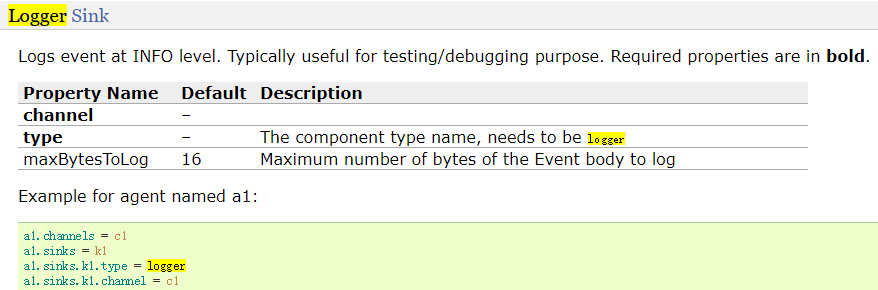 Logger Sink
Logs event at INFO level. Typically useful for testing/debugging purpose. Required properties are in bold.
Property Name Default Description
channel –
type – The component type name, needs to be logger
maxBytesToLog 16 Maximum number of bytes of the Event body to log
Example for agent named a1:
a1.channels = c1
a1.sinks = k1
a1.sinks.k1.type = logger
a1.sinks.k1.channel = c1